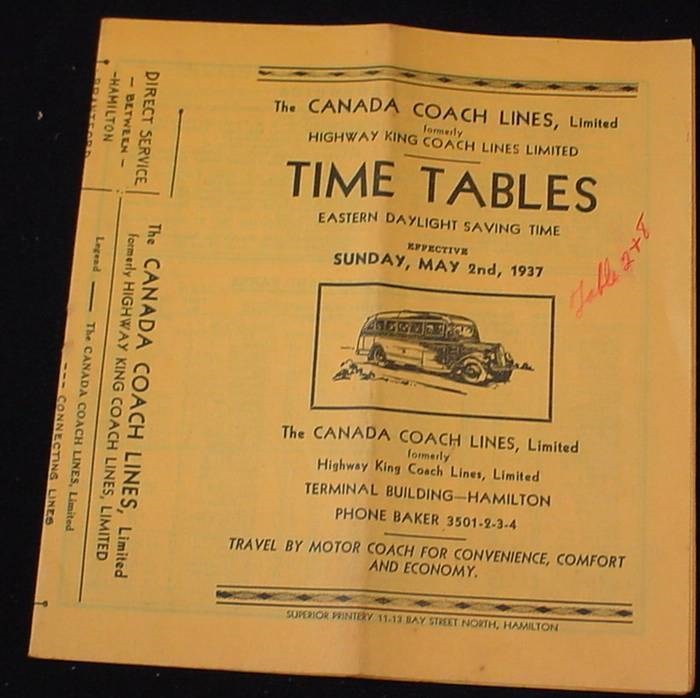 The CANADA COACH LINES, Limited
formerly
HIGHWAY KING COACH LINES LIMITED
TIME TABLES
EASTERN DAYLIGHT SAVING TIME
EFFECTIVE
SUNDAY, MAY 2nd, 1937
Table 2+8
The CANADA COACH LINES, Limited
formerly
Highway King Coach Lines, Limited
TERMINAL BUILDING—HAMILTON
PHONE BAKER 3501-2-3-4
TRAVEL BY MOTOR COACH FOR CONVENIENCE, COMFORT
AND ECONOMY.
SUPERIOR PRINTERY 11-13 BAY STREET NORTH, HAMILTON
DIRECT SERVICE
— BETWEEN —
-HAMILTON
BRANTFORD
The CANADA COACH LINES, Limited
formerly HIGHWAY KING COACH LINES, LIMITED
Legend — The CANADA COACH LINES, Limited
--- CONNECTING LINES